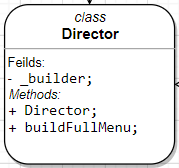 class
Director
Feilds:
- _builder;
Methods:
+ Director;
+ buildFullMenu;